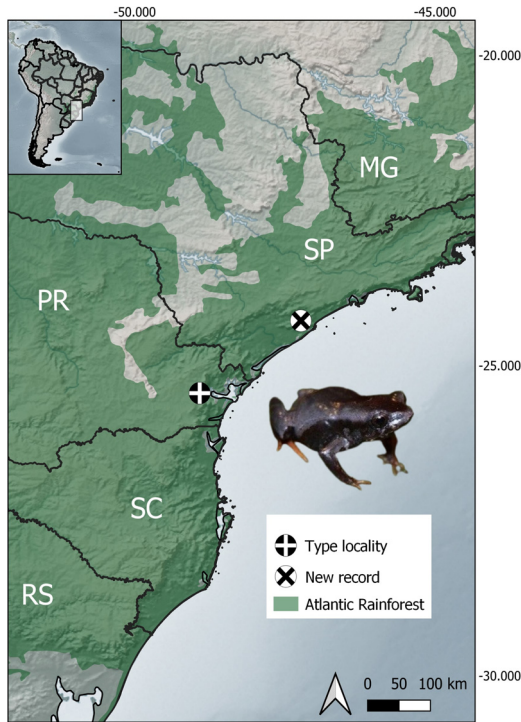 -50.000 -45.000
-20.000
MG
SP
PR
-25.000
SC
Type locality
New record
RS
Atlantic Rainforest
-30.000
0 50 100 km